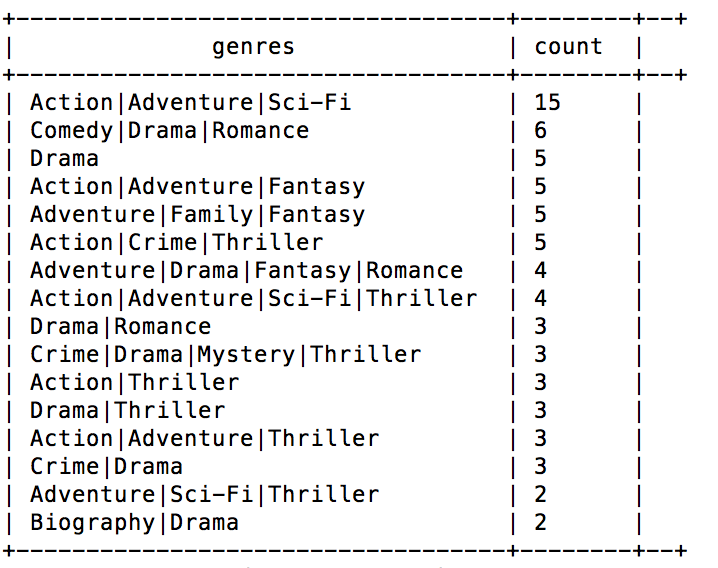 +-----------------------------------+--------+--+
|              genres               | count  |
+-----------------------------------+--------+--+
| Action|Adventure|Sci-Fi           | 15     |
| Comedy|Drama|Romance              | 6      |
| Drama                             | 5      |
| Action|Adventure|Fantasy          | 5      |
| Adventure|Family|Fantasy          | 5      |
| Action|Crime|Thriller             | 5      |
| Adventure|Drama|Fantasy|Romance   | 4      |
| Action|Adventure|Sci-Fi|Thriller  | 4      |
| Drama|Romance                     | 3      |
| Crime|Drama|Mystery|Thriller      | 3      |
| Action|Thriller                   | 3      |
| Drama|Thriller                    | 3      |
| Action|Adventure|Thriller         | 3      |
| Crime|Drama                       | 3      |
| Adventure|Sci-Fi|Thriller         | 2      |
| Biography|Drama                   | 2      |
+-----------------------------------+--------+--+